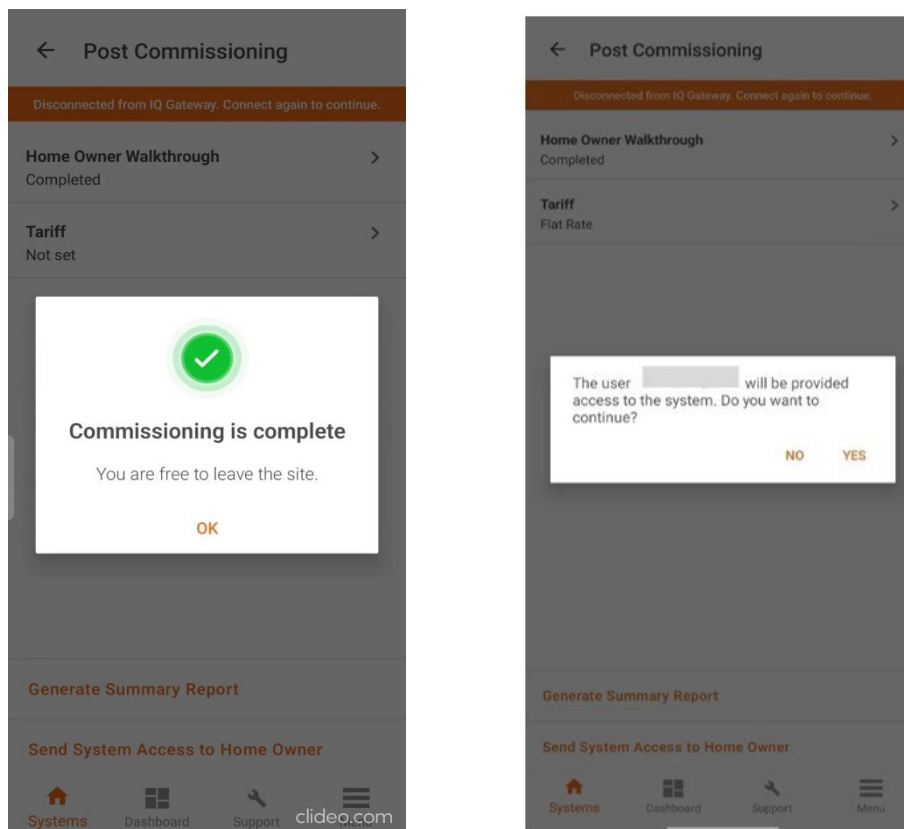 Post Commissioning
Disconnected from IQ Gateway. Connect again to continue.
Home Owner Walkthrough
Completed
Tariff
Not set
Commissioning is complete
You are free to leave the site.
OK
Generate Summary Report
Send System Access to Home Owner
Systems
Dashboard
Support
Menu
clideo.com
Post Commissioning
Disconnected from IQ Gateway. Connect again to continue.
Home Owner Walkthrough
Completed
Tariff
Flat Rate
The user will be provided
access to the system. Do you want to
continue?
NO YES
Generate Summary Report
Send System Access to Home Owner
Systems
Dashboard
Support
Menu